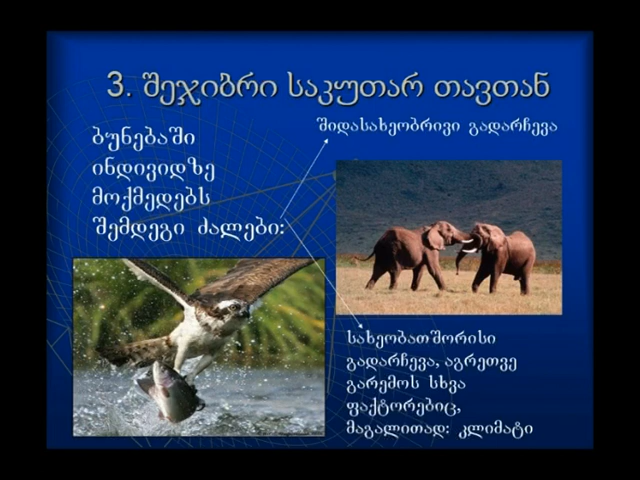 3. შეჯიბრი საკუთარ თავთან
ბუნებაში
ინდივიდზე
მოქმედებს
შემდეგი ძალები:
შიდასახეობრივი გადარჩევა
სახეობათშორისი
გადარჩევა, აგრეთვე
გარემოს სხვა
ფაქტორებიც,
მაგალითად: კლიმატი